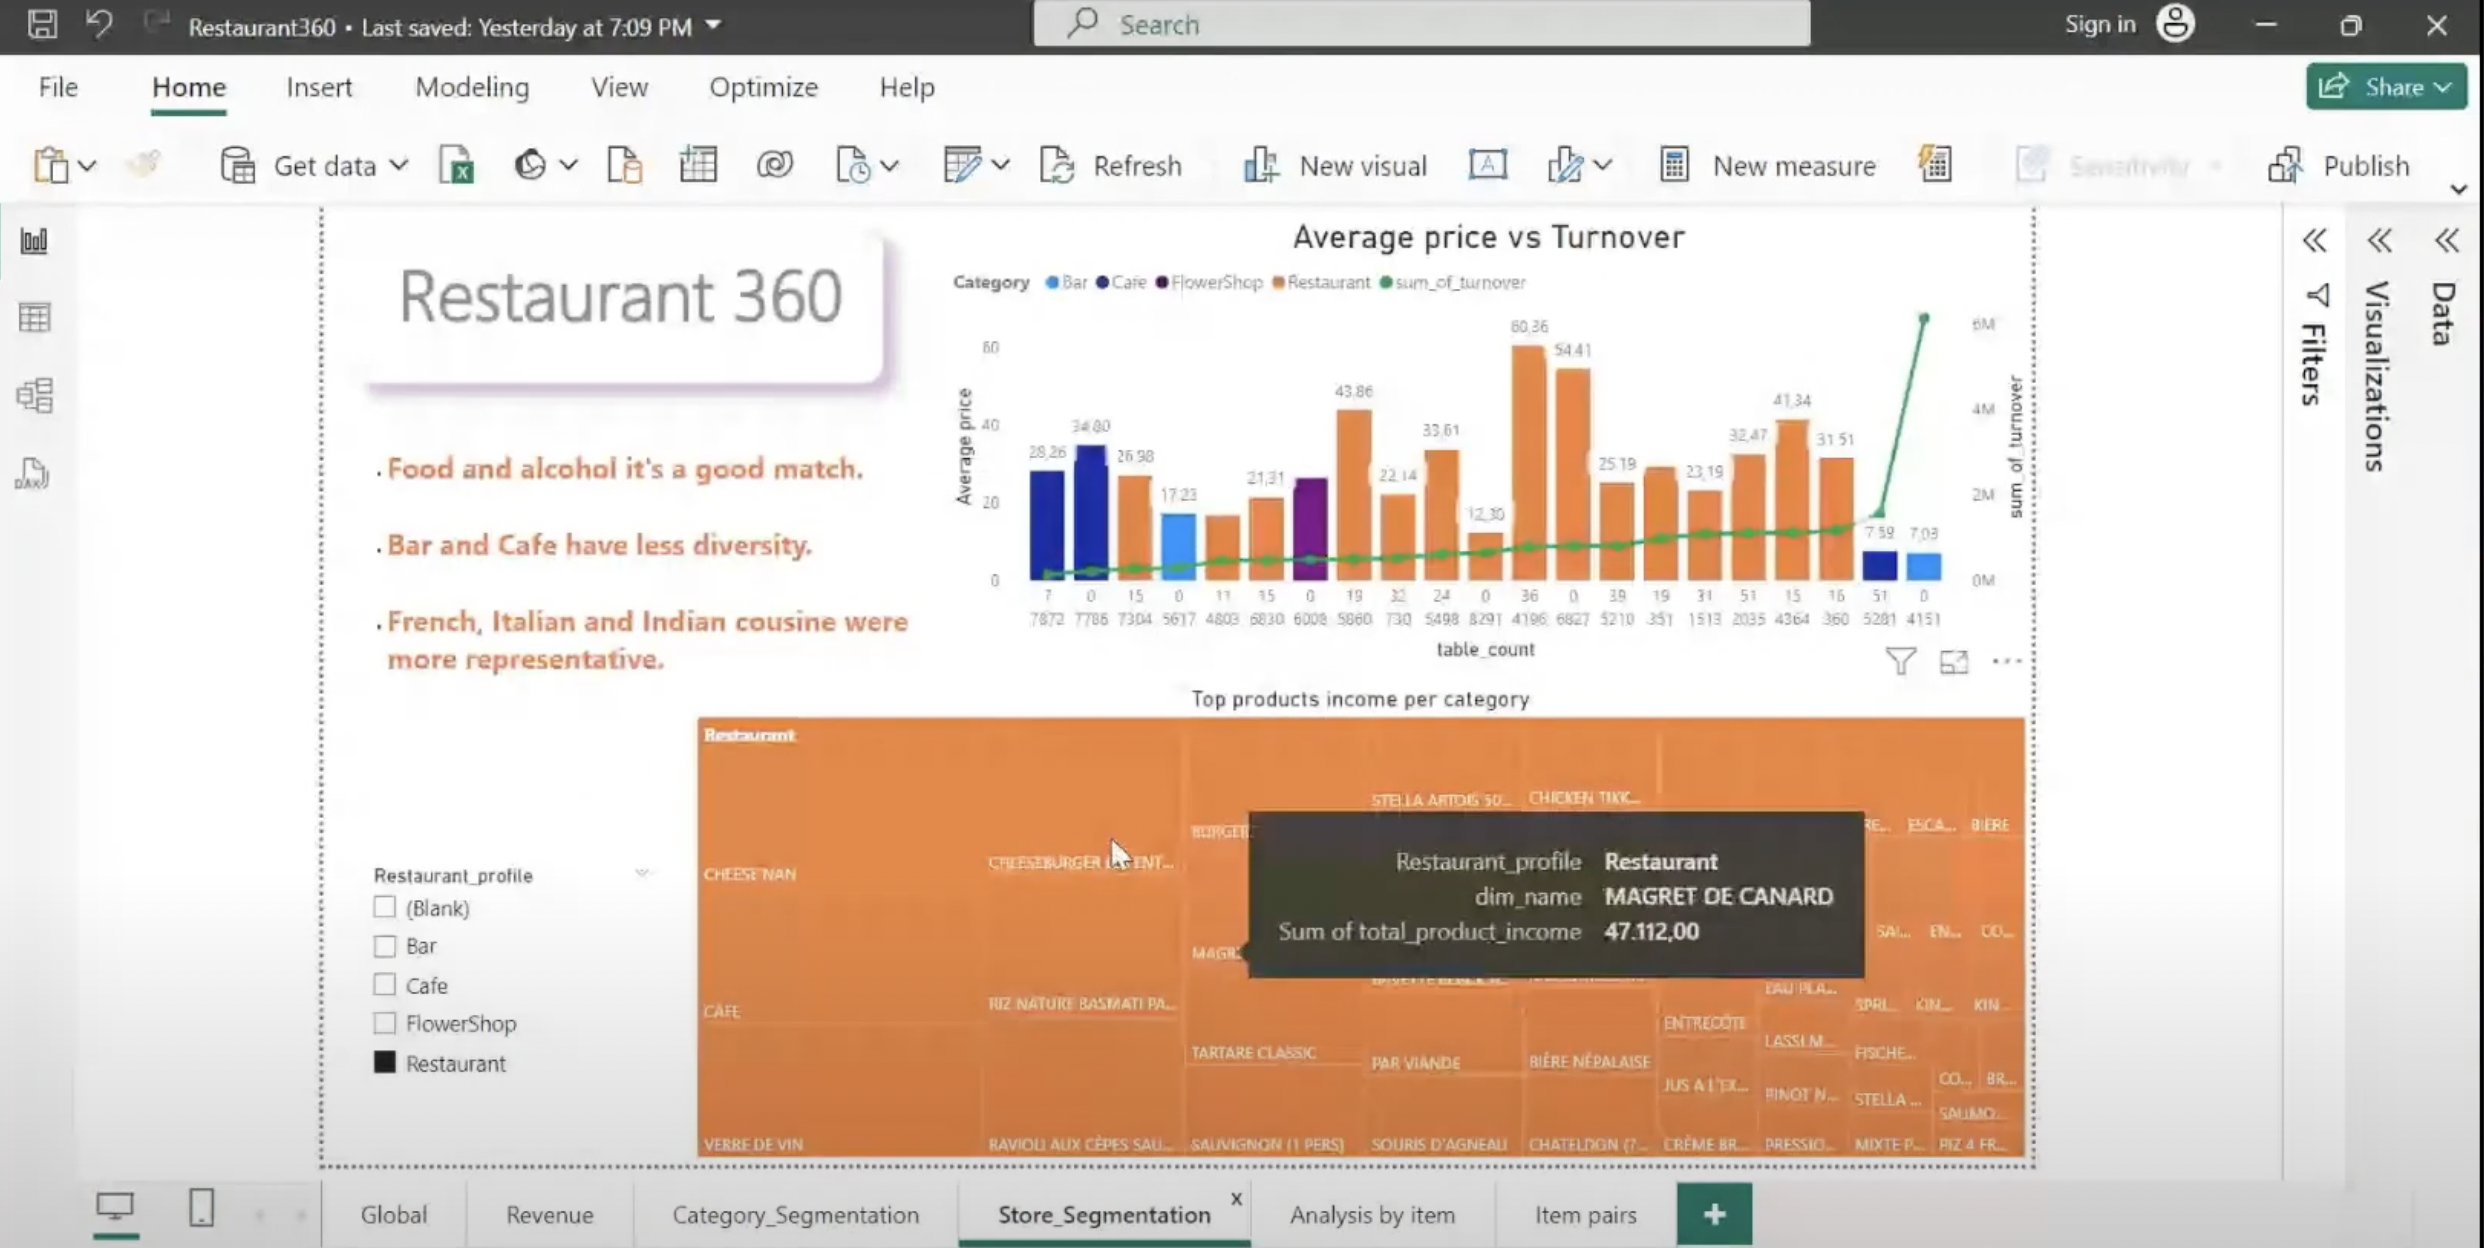 Restaurant360 • Last saved: Yesterday at 7:09 PM
Search
Sign in
File Home Insert Modeling View Optimize Help
Share
Get data
Refresh
New visual
New measure
Sensitivity
Publish
Restaurant 360
. Food and alcohol it's a good match.
. Bar and Cafe have less diversity.
. French, Italian and Indian cousine were
more representative.
Average price vs Turnover
Category Bar Cafe FlowerShop Restaurant sum_of_turnover
Average price
60
40
20
0
28,26 34,80 26,98 17,23 21,31 43,86 22,14 33,61 12,30 60,36 54,41 25,19 23,19 32,47 41,34 31,51 7,59 7,03
6M
4M
2M
0M
sum_of_turnover
7 0 15 0 11 15 0 19 32 24 0 36 0 39 19 31 51 15 16 51 0
7872 7786 7304 5617 4803 6830 6008 5860 730 5498 8291 4196 6827 5210 351 1513 2035 4364 360 5281 4151
table_count
Top products income per category
Restaurant
CHEESE NAN
CAFE
VERRE DE VIN
RIZ NATURE BASMATI PA...
RAVIOLI AUX CÈPES SAU...
BURGER
MAGR
TARTARE CLASSIC
SAUVIGNON (1 PERS)
STELLA ARTOIS 50...
PAR VIANDE
SOURIS D'AGNEAU
CHICKEN TIKK...
BIÈRE NÉPALAISE
CHATELDON (7...
ENTRECÔTE
JUS A L'EX...
CRÈME BR...
EAU PLA...
LASSI M...
PINOT N...
PRESSIO...
RE... ESCA... BIERE
SAI... EN... CO...
SPRI... KIN... KIN...
FISCHE...
CO... BR...
STELLA ...
SAUMO...
MIXTE P... RIZ 4 FR...
Restaurant_profile Restaurant
dim_name MAGRET DE CANARD
Sum of total_product_income 47.112,00
Restaurant_profile
(Blank)
Bar
Cafe
FlowerShop
Restaurant
Filters
Visualizations
Data
Global Revenue Category_Segmentation Store_Segmentation x Analysis by item Item pairs +